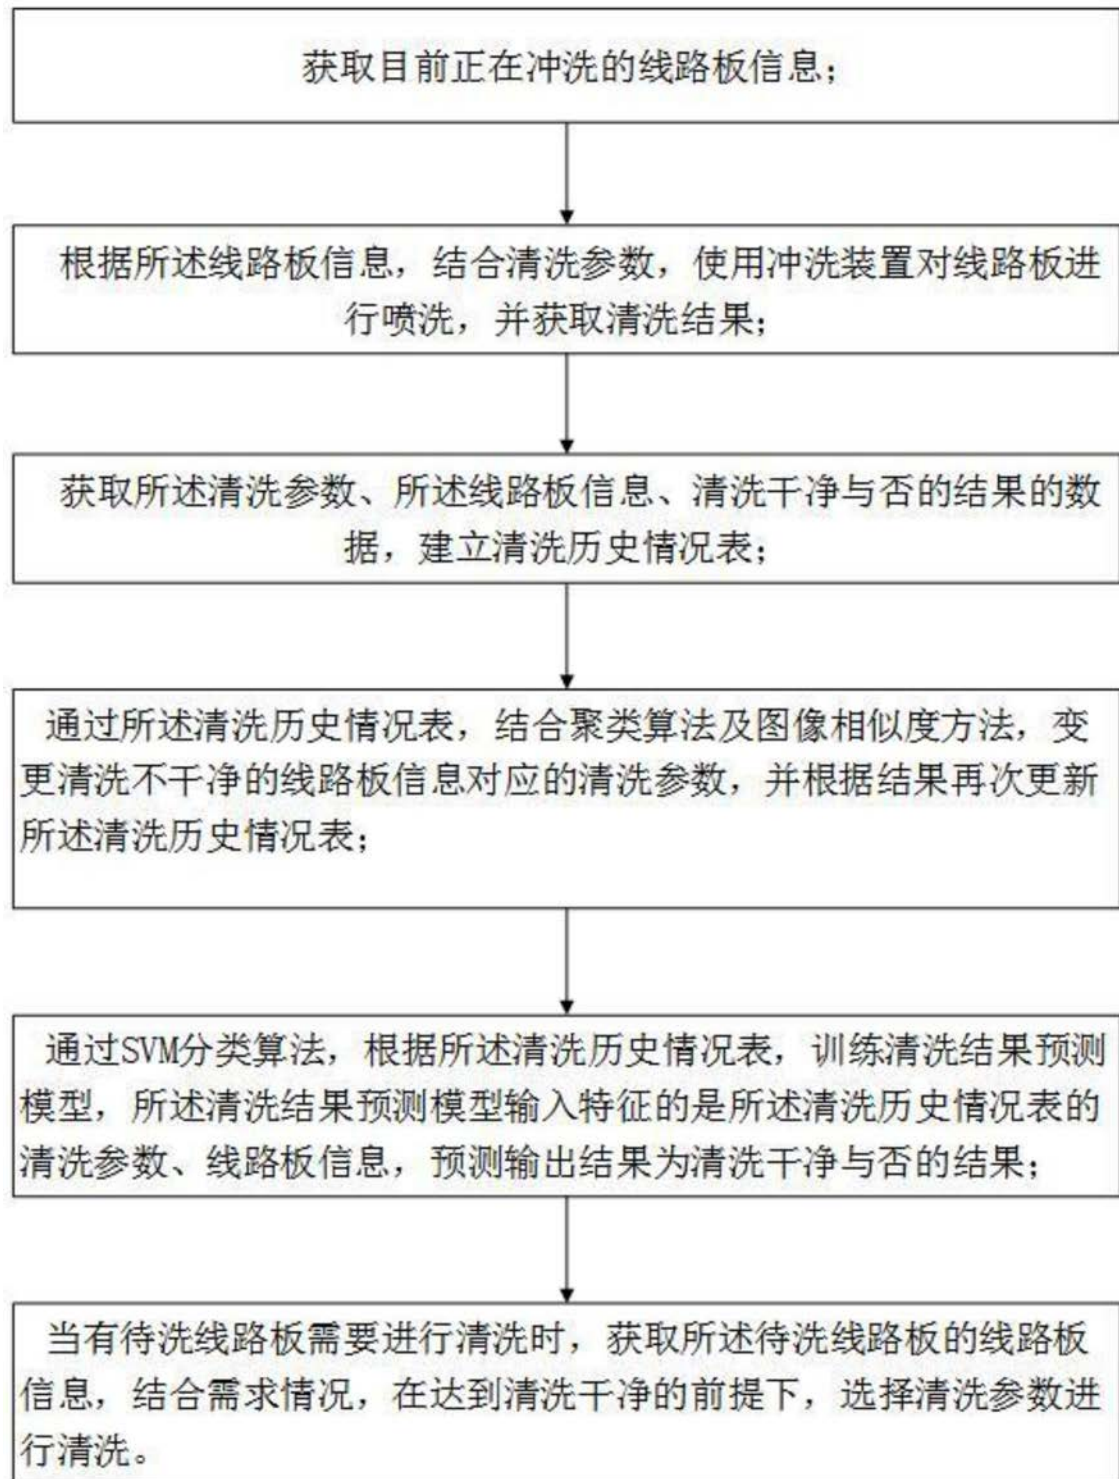 获取目前正在冲洗的线路板信息；
根据所述线路板信息，结合清洗参数，使用冲洗装置对线路板进
行喷洗，并获取清洗结果；
获取所述清洗参数、所述线路板信息、清洗干净与否的结果的数
据，建立清洗历史情况表；
通过所述清洗历史情况表，结合聚类算法及图像相似度方法，变
更清洗不干净的线路板信息对应的清洗参数，并根据结果再次更新
所述清洗历史情况表；
通过SVM分类算法，根据所述清洗历史情况表，训练清洗结果预测
模型，所述清洗结果预测模型输入特征的是所述清洗历史情况表的
清洗参数、线路板信息，预测输出结果为清洗干净与否的结果；
当有待洗线路板需要进行清洗时，获取所述待洗线路板的线路板
信息，结合需求情况，在达到清洗干净的前提下，选择清洗参数进
行清洗。